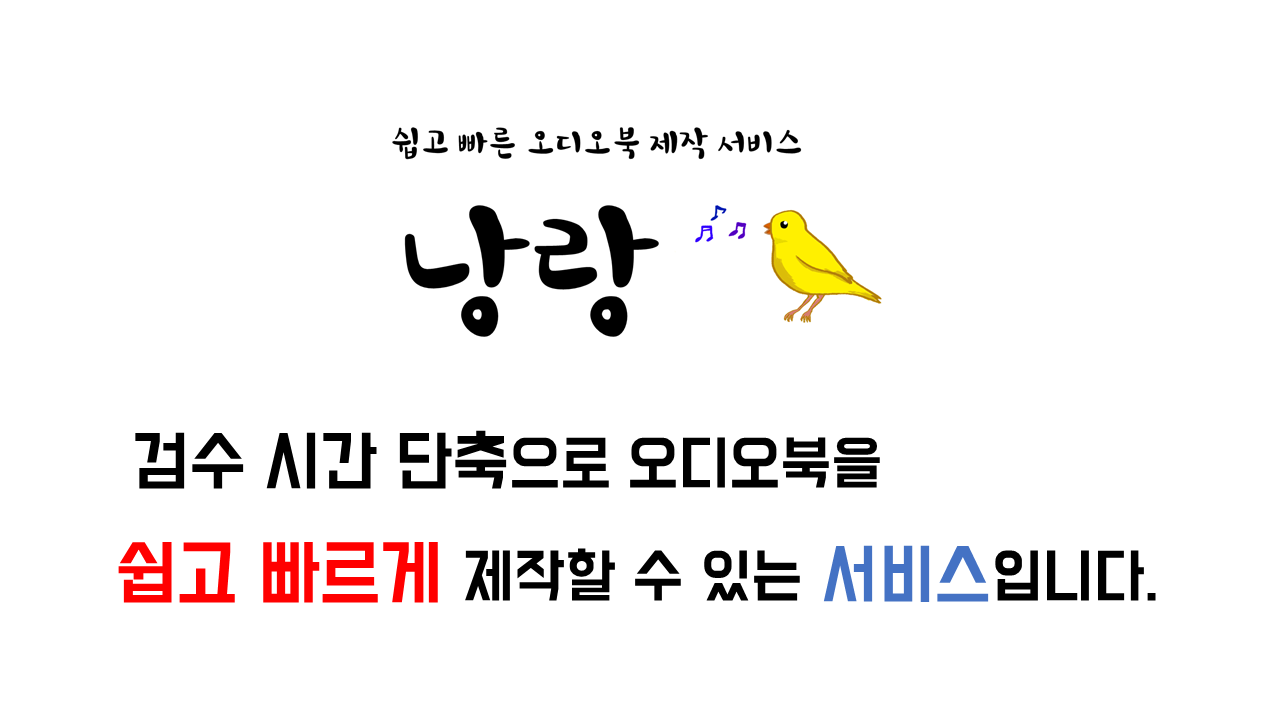 쉽고 빠른 오디오북 제작 서비스
낭랑
검수 시간 단축으로 오디오북을
쉽고 빠르게 제작할 수 있는 서비스입니다.